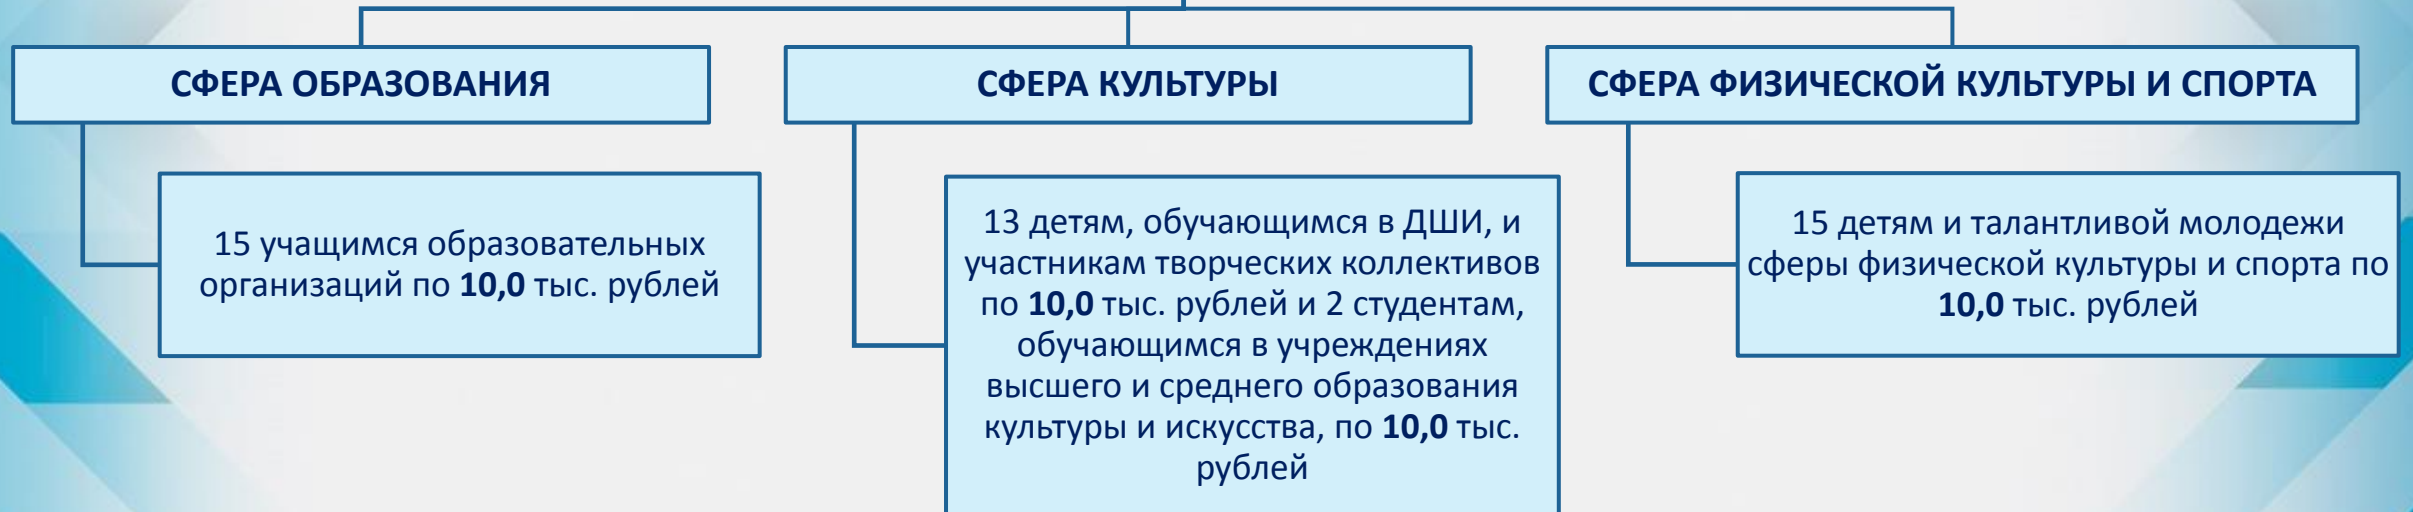 СФЕРА ОБРАЗОВАНИЯ
15 учащимся образовательных
организаций по 10,0 тыс. рублей
СФЕРА КУЛЬТУРЫ
13 детям, обучающимся в ДШИ, и
участникам творческих коллективов
по 10,0 тыс. рублей и 2 студентам,
обучающимся в учреждениях
высшего и среднего образования
культуры и искусства, по 10,0 тыс.
рублей
СФЕРА ФИЗИЧЕСКОЙ КУЛЬТУРЫ И СПОРТА
15 детям и талантливой молодежи
сферы физической культуры и спорта по
10,0 тыс. рублей